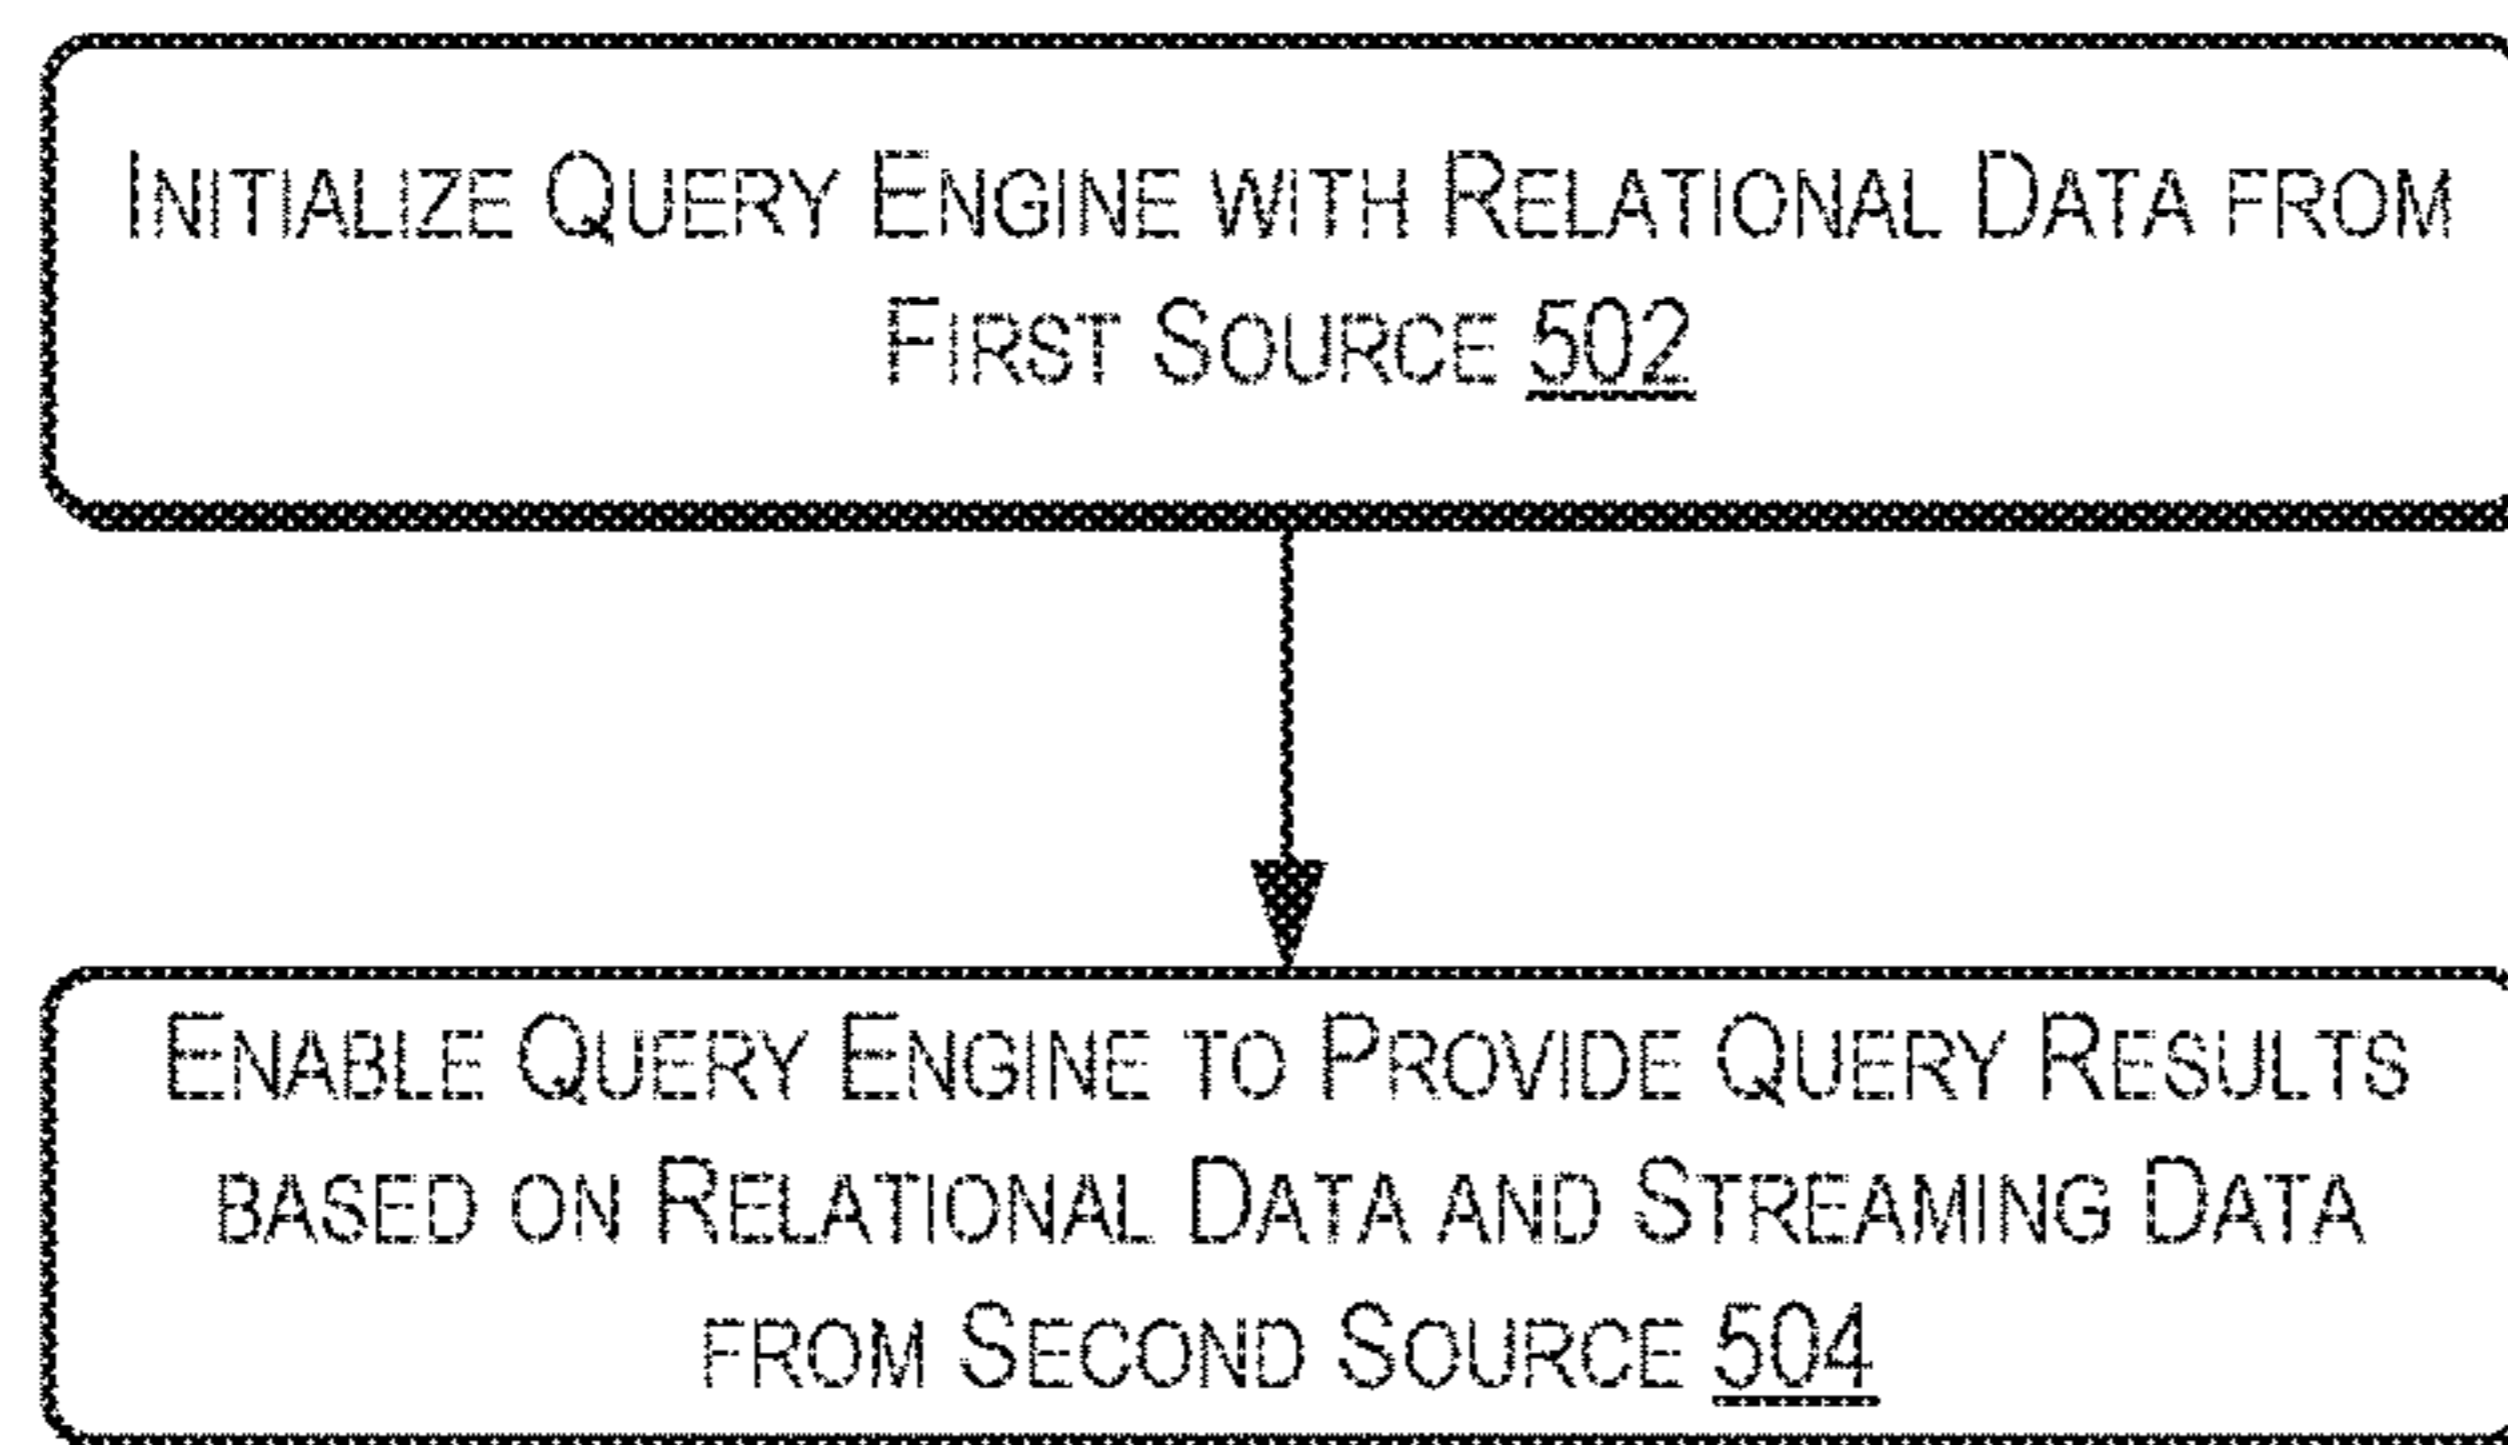 INITIALIZE QUERY ENGINE WITH RELATIONAL DATA FROM
FIRST SOURCE 502
ENABLE QUERY ENGINE TO PROVIDE QUERY RESULTS
BASED ON RELATIONAL DATA AND STREAMING DATA
FROM SECOND SOURCE 504